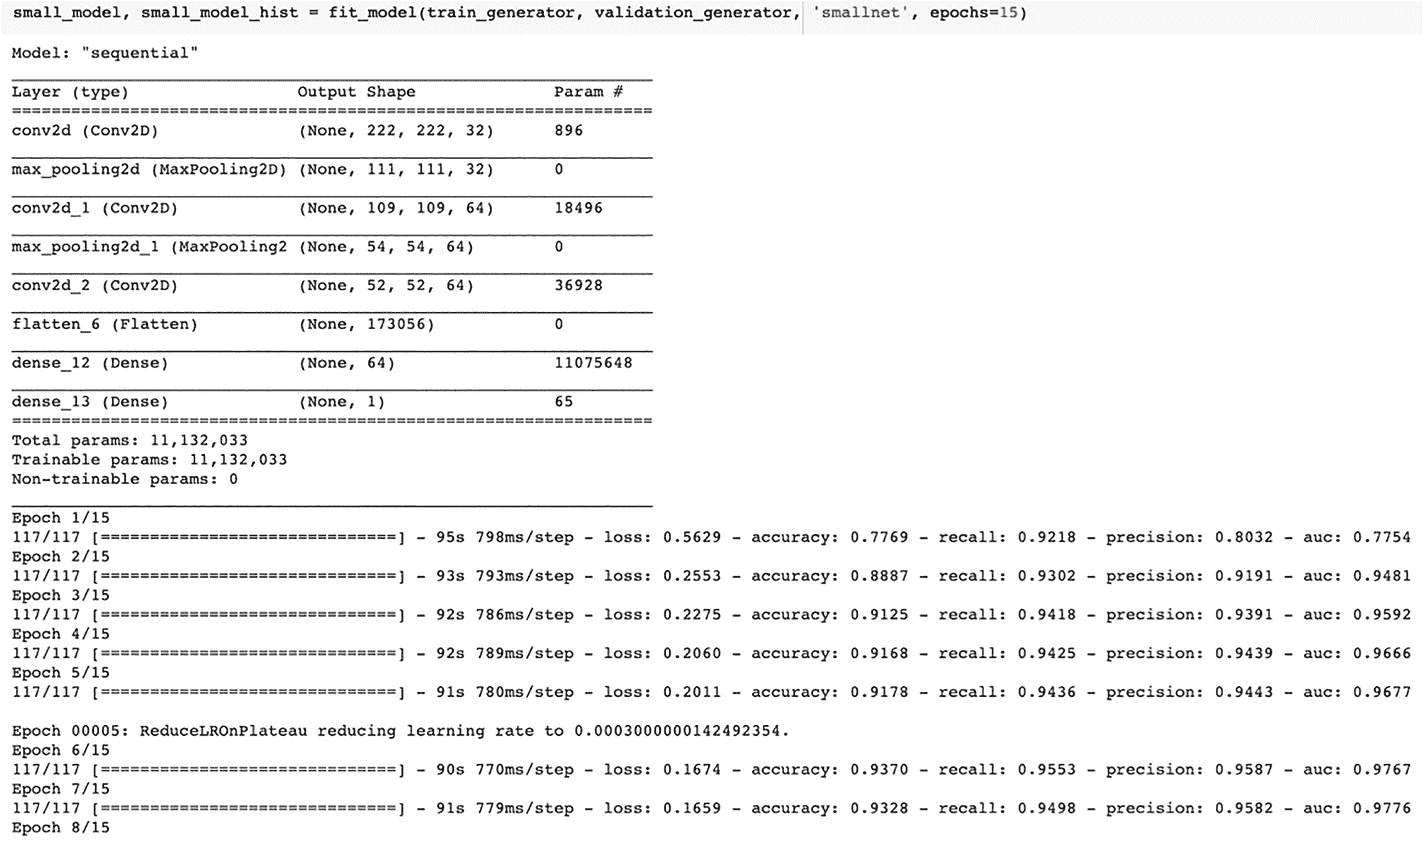 small_model, small_model_hist = fit_model(train_generator, validation_generator, 'smallnet', epochs=15)
Model: "sequential"
_________________________________________________________________
Layer (type)                 Output Shape              Param #
=================================================================
conv2d (Conv2D)              (None, 222, 222, 32)      896
_________________________________________________________________
max_pooling2d (MaxPooling2D) (None, 111, 111, 32)      0
_________________________________________________________________
conv2d_1 (Conv2D)            (None, 109, 109, 64)      18496
_________________________________________________________________
max_pooling2d_1 (MaxPooling2 (None, 54, 54, 64)        0
_________________________________________________________________
conv2d_2 (Conv2D)            (None, 52, 52, 64)        36928
_________________________________________________________________
flatten_6 (Flatten)          (None, 173056)            0
_________________________________________________________________
dense_12 (Dense)             (None, 64)                11075648
_________________________________________________________________
dense_13 (Dense)             (None, 1)                 65
=================================================================
Total params: 11,132,033
Trainable params: 11,132,033
Non-trainable params: 0
_________________________________________________________________
Epoch 1/15
117/117 [==============================] - 95s 798ms/step - loss: 0.5629 - accuracy: 0.7769 - recall: 0.9218 - precision: 0.8032 - auc: 0.7754
Epoch 2/15
117/117 [==============================] - 93s 793ms/step - loss: 0.2553 - accuracy: 0.8887 - recall: 0.9302 - precision: 0.9191 - auc: 0.9481
Epoch 3/15
117/117 [==============================] - 92s 786ms/step - loss: 0.2275 - accuracy: 0.9125 - recall: 0.9418 - precision: 0.9391 - auc: 0.9592
Epoch 4/15
117/117 [==============================] - 92s 789ms/step - loss: 0.2060 - accuracy: 0.9168 - recall: 0.9425 - precision: 0.9439 - auc: 0.9666
Epoch 5/15
117/117 [==============================] - 91s 780ms/step - loss: 0.2011 - accuracy: 0.9178 - recall: 0.9436 - precision: 0.9443 - auc: 0.9677
Epoch 00005: ReduceLROnPlateau reducing learning rate to 0.0003000000142492354.
Epoch 6/15
117/117 [==============================] - 90s 770ms/step - loss: 0.1674 - accuracy: 0.9370 - recall: 0.9553 - precision: 0.9587 - auc: 0.9767
Epoch 7/15
117/117 [==============================] - 91s 779ms/step - loss: 0.1659 - accuracy: 0.9328 - recall: 0.9498 - precision: 0.9582 - auc: 0.9776
Epoch 8/15